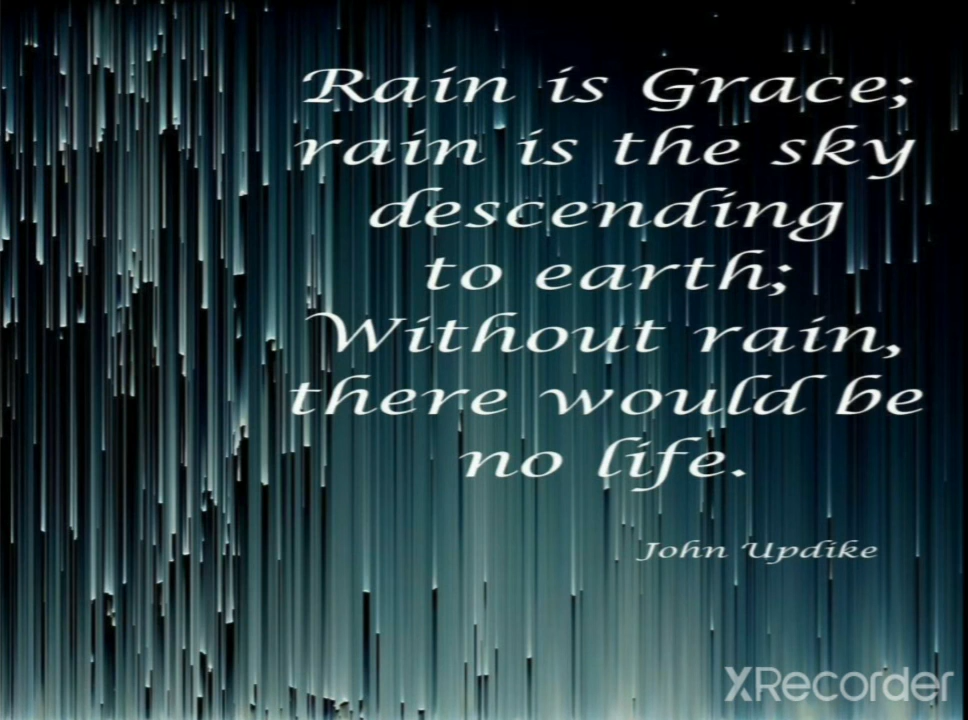 Rain is Grace;
rain is the sky
descending
to earth;
Without rain,
there would be
no life.
John Updike
XRecorder